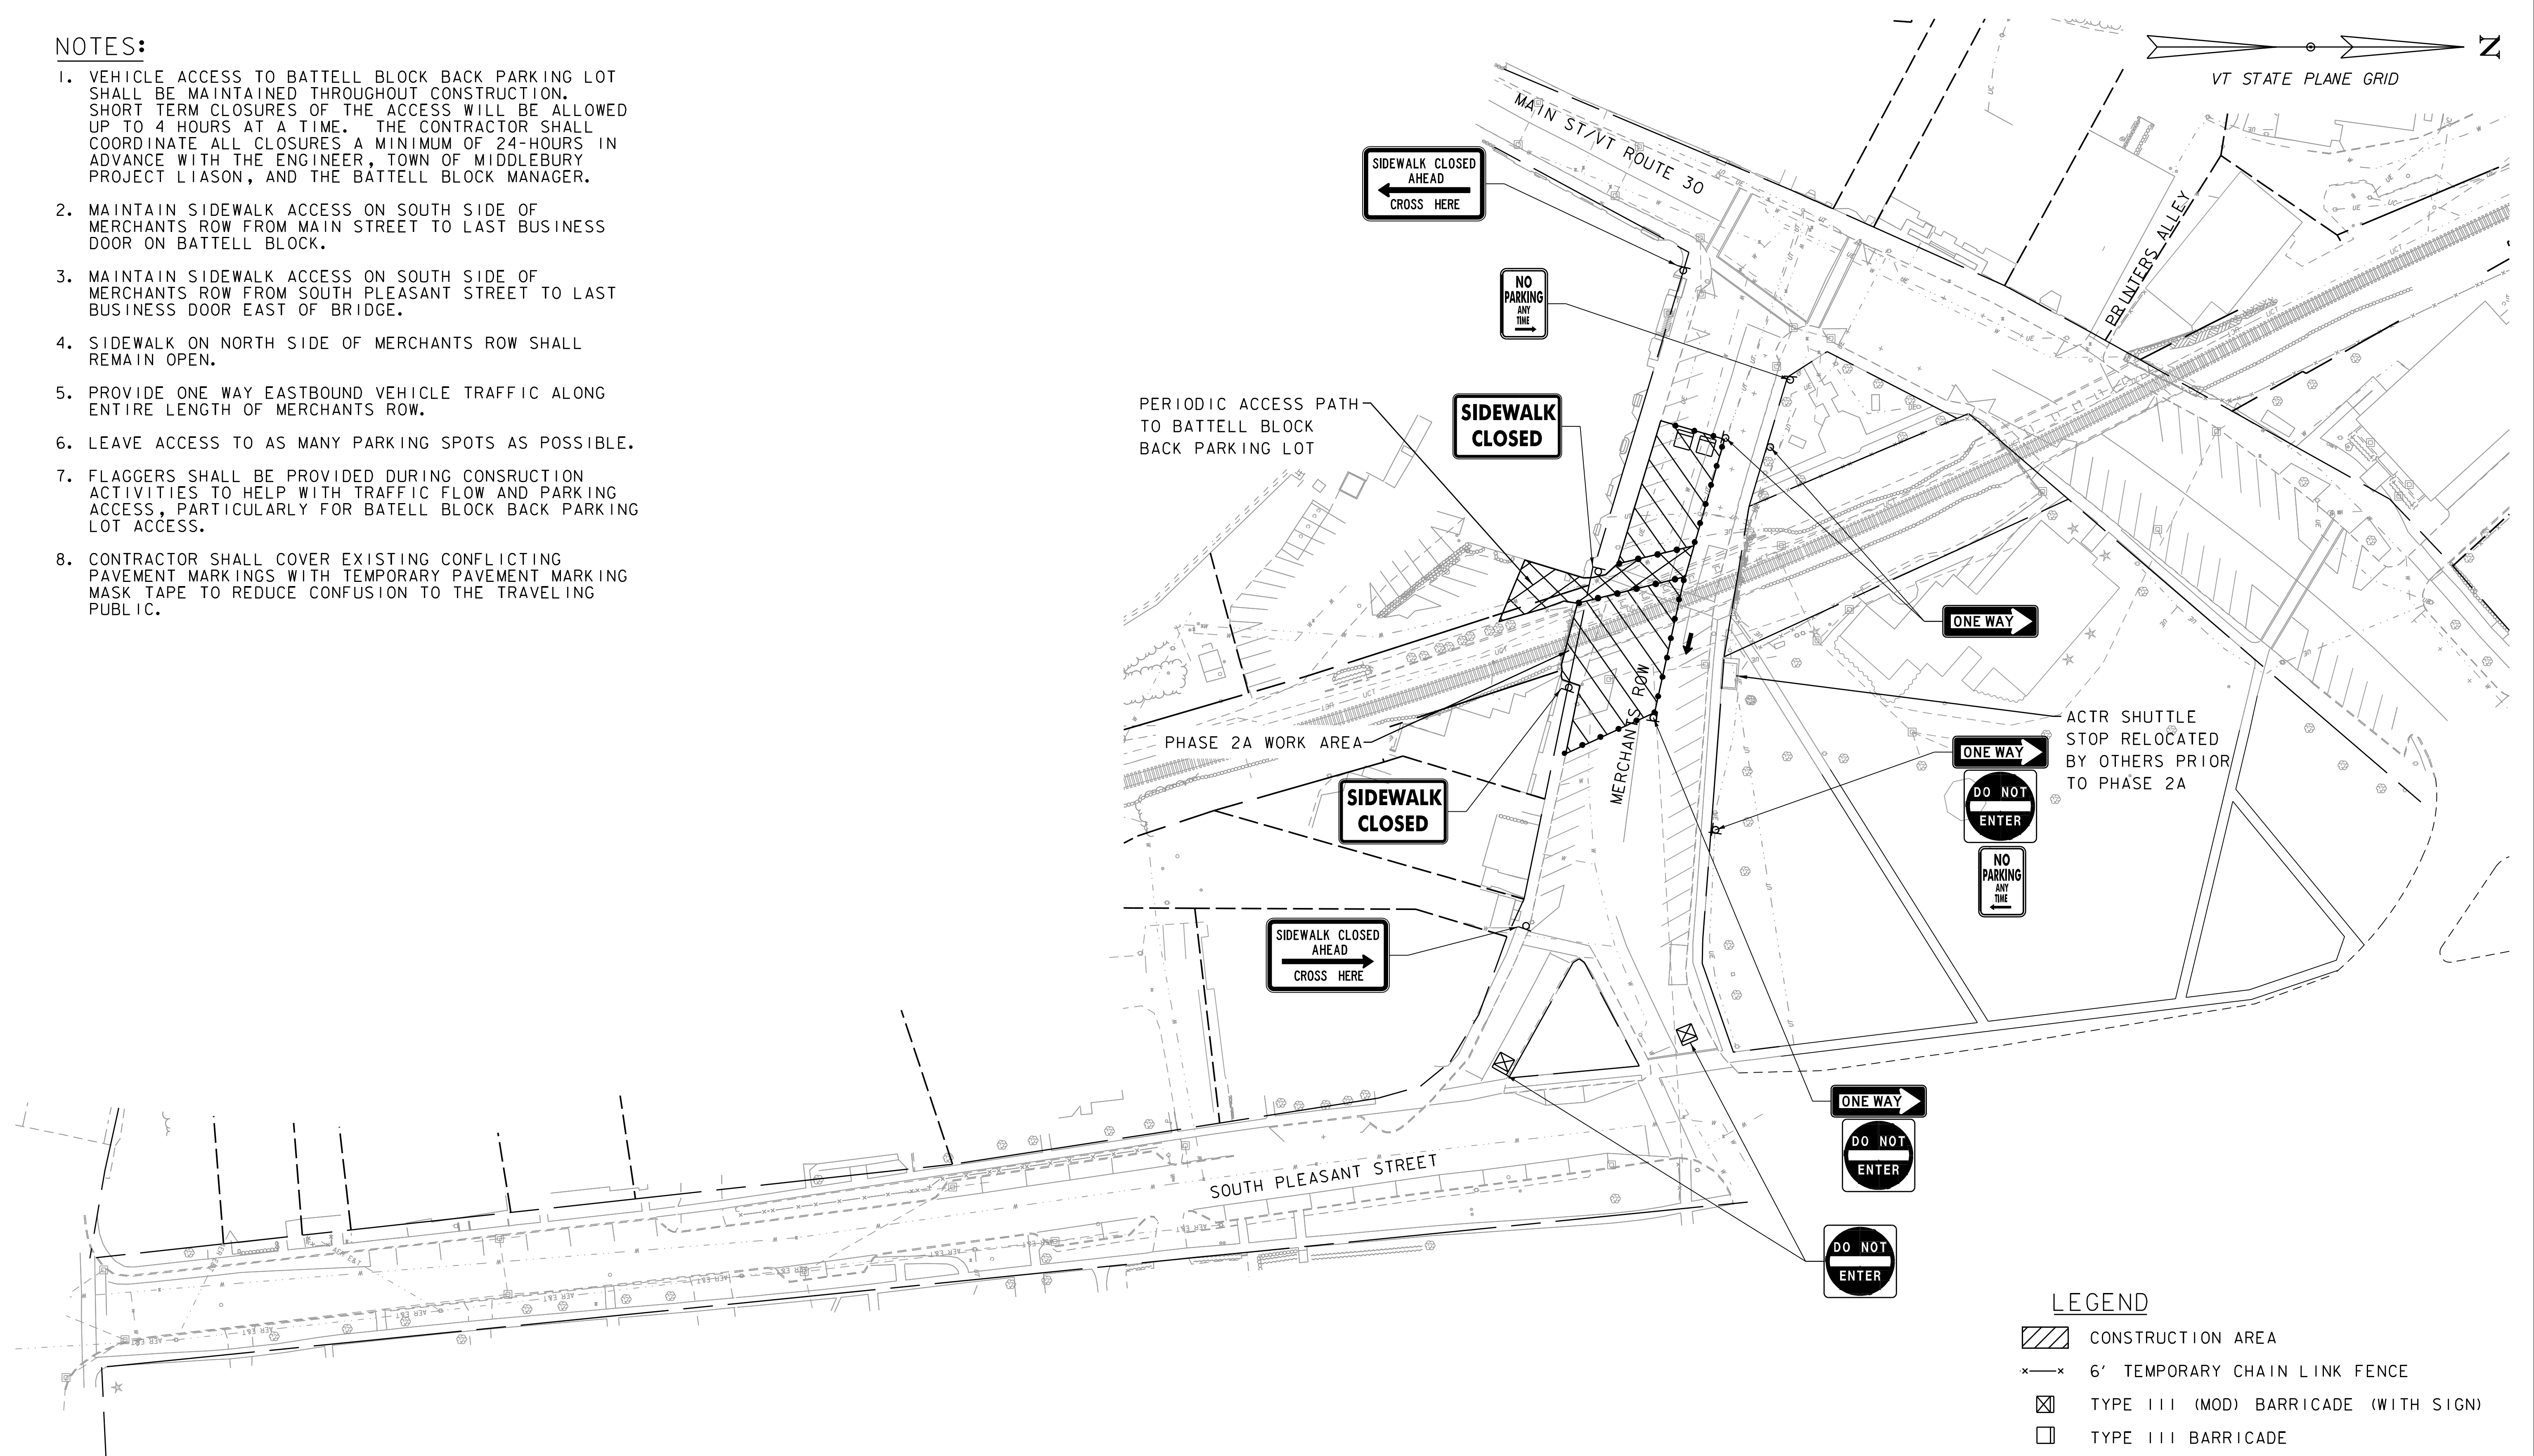 NOTES:
1. VEHICLE ACCESS TO BATTELL BLOCK BACK PARKING LOT
SHALL BE MAINTAINED THROUGHOUT CONSTRUCTION.
SHORT TERM CLOSURES OF THE ACCESS WILL BE ALLOWED
UP TO 4 HOURS AT A TIME. THE CONTRACTOR SHALL
COORDINATE ALL CLOSURES A MINIMUM OF 24-HOURS IN
ADVANCE WITH THE ENGINEER, TOWN OF MIDDLEBURY
PROJECT LIASON, AND THE BATTELL BLOCK MANAGER.
2. MAINTAIN SIDEWALK ACCESS ON SOUTH SIDE OF
MERCHANTS ROW FROM MAIN STREET TO LAST BUSINESS
DOOR ON BATTELL BLOCK.
3. MAINTAIN SIDEWALK ACCESS ON SOUTH SIDE OF
MERCHANTS ROW FROM SOUTH PLEASANT STREET TO LAST
BUSINESS DOOR EAST OF BRIDGE.
4. SIDEWALK ON NORTH SIDE OF MERCHANTS ROW SHALL
REMAIN OPEN.
5. PROVIDE ONE WAY EASTBOUND VEHICLE TRAFFIC ALONG
ENTIRE LENGTH OF MERCHANTS ROW.
6. LEAVE ACCESS TO AS MANY PARKING SPOTS AS POSSIBLE.
7. FLAGGERS SHALL BE PROVIDED DURING CONSRUCTION
ACTIVITIES TO HELP WITH TRAFFIC FLOW AND PARKING
ACCESS, PARTICULARLY FOR BATELL BLOCK BACK PARKING
LOT ACCESS.
8. CONTRACTOR SHALL COVER EXISTING CONFLICTING
PAVEMENT MARKINGS WITH TEMPORARY PAVEMENT MARKING
MASK TAPE TO REDUCE CONFUSION TO THE TRAVELING
PUBLIC.
N
VT STATE PLANE GRID
MAIN ST/VT ROUTE 30
PRINTERS ALLEY
SIDEWALK CLOSED
AHEAD
CROSS HERE
NO
PARKING
ANY
TIME
PERIODIC ACCESS PATH
TO BATTELL BLOCK
BACK PARKING LOT
SIDEWALK
CLOSED
ONE WAY
ACTR SHUTTLE
STOP RELOCATED
BY OTHERS PRIOR
TO PHASE 2A
PHASE 2A WORK AREA
MERCHANTS ROW
ONE WAY
DO NOT
ENTER
NO
PARKING
ANY
TIME
SIDEWALK
CLOSED
SIDEWALK CLOSED
AHEAD
CROSS HERE
ONE WAY
DO NOT
ENTER
SOUTH PLEASANT STREET
DO NOT
ENTER
LEGEND
CONSTRUCTION AREA
6' TEMPORARY CHAIN LINK FENCE
TYPE III (MOD) BARRICADE (WITH SIGN)
TYPE III BARRICADE